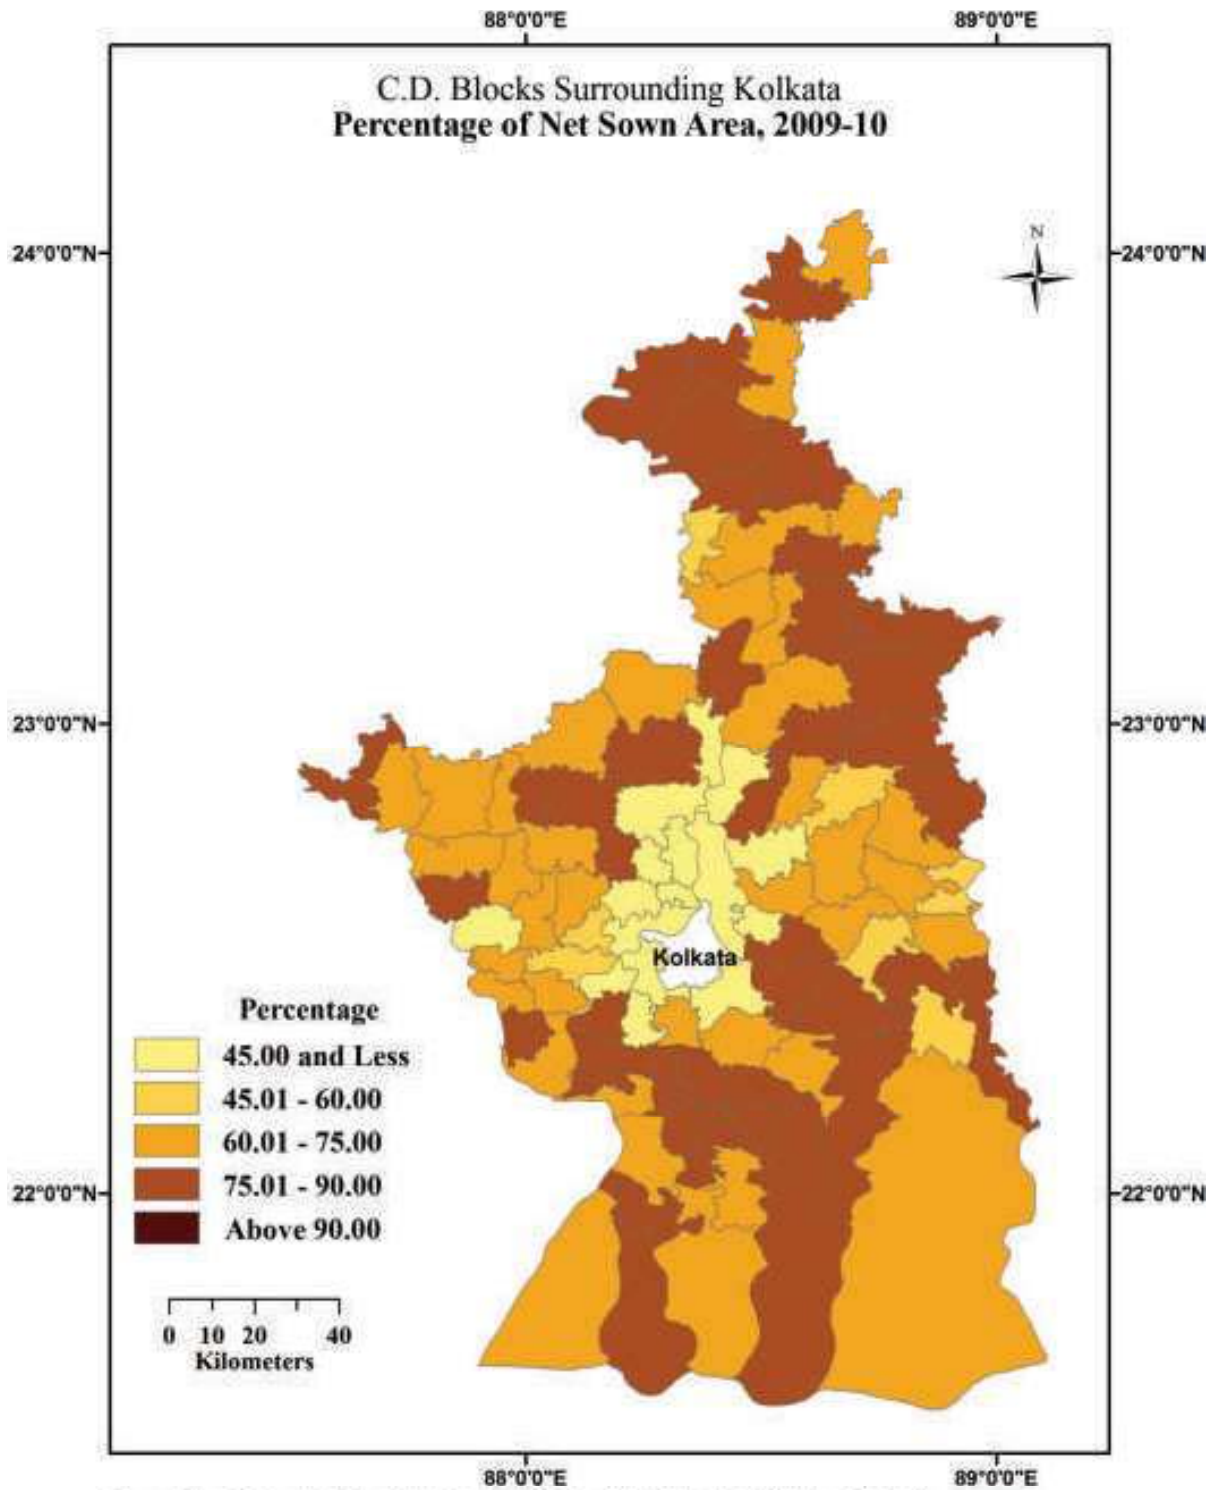 88°0'0"E 89°0'0"E
C.D. Blocks Surrounding Kolkata
Percentage of Net Sown Area, 2009-10
N
24°0'0"N 24°0'0"N
23°0'0"N 23°0'0"N
Kolkata
Percentage
45.00 and Less
45.01 - 60.00
60.01 - 75.00
75.01 - 90.00
22°0'0"N 22°0'0"N
Above 90.00
0 10 20 40
Kilometers
88°0'0"E 89°0'0"E